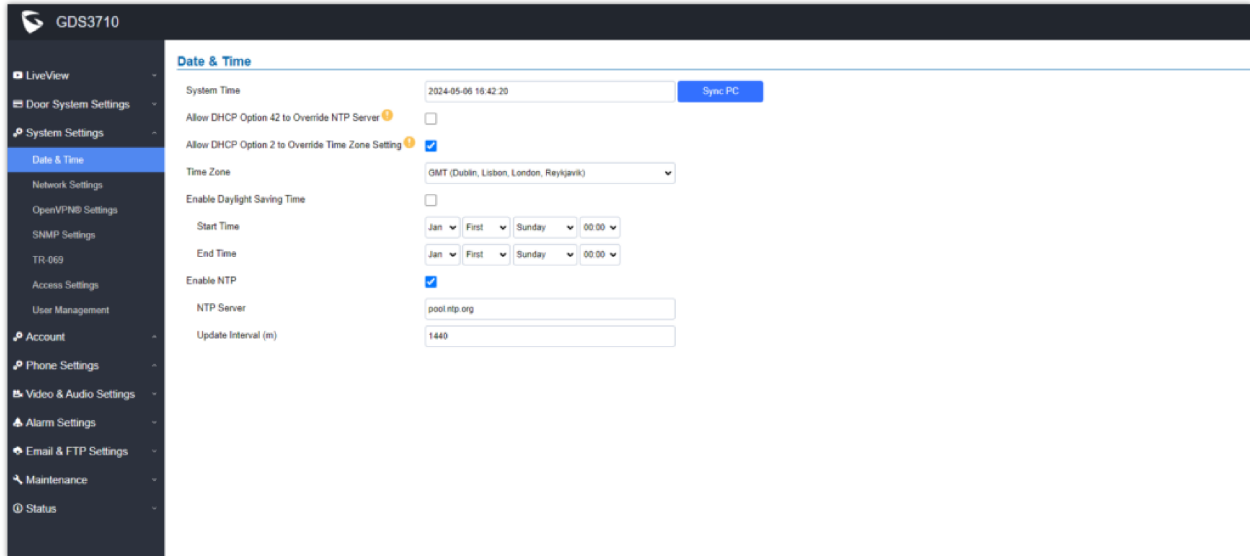 GDS3710
LiveView
Door System Settings
System Settings
Date & Time
Network Settings
OpenVPN® Settings
SNMP Settings
TR-069
Access Settings
User Management
Account
Phone Settings
Video & Audio Settings
Alarm Settings
Email & FTP Settings
Maintenance
Status
Date & Time
System Time 2024-05-06 16:42:20 Sync PC
Allow DHCP Option 42 to Override NTP Server !
Allow DHCP Option 2 to Override Time Zone Setting !
Time Zone GMT (Dublin, Lisbon, London, Reykjavik)
Enable Daylight Saving Time
Start Time Jan First Sunday 00:00
End Time Jan First Sunday 00:00
Enable NTP
NTP Server pool.ntp.org
Update Interval (m) 1440